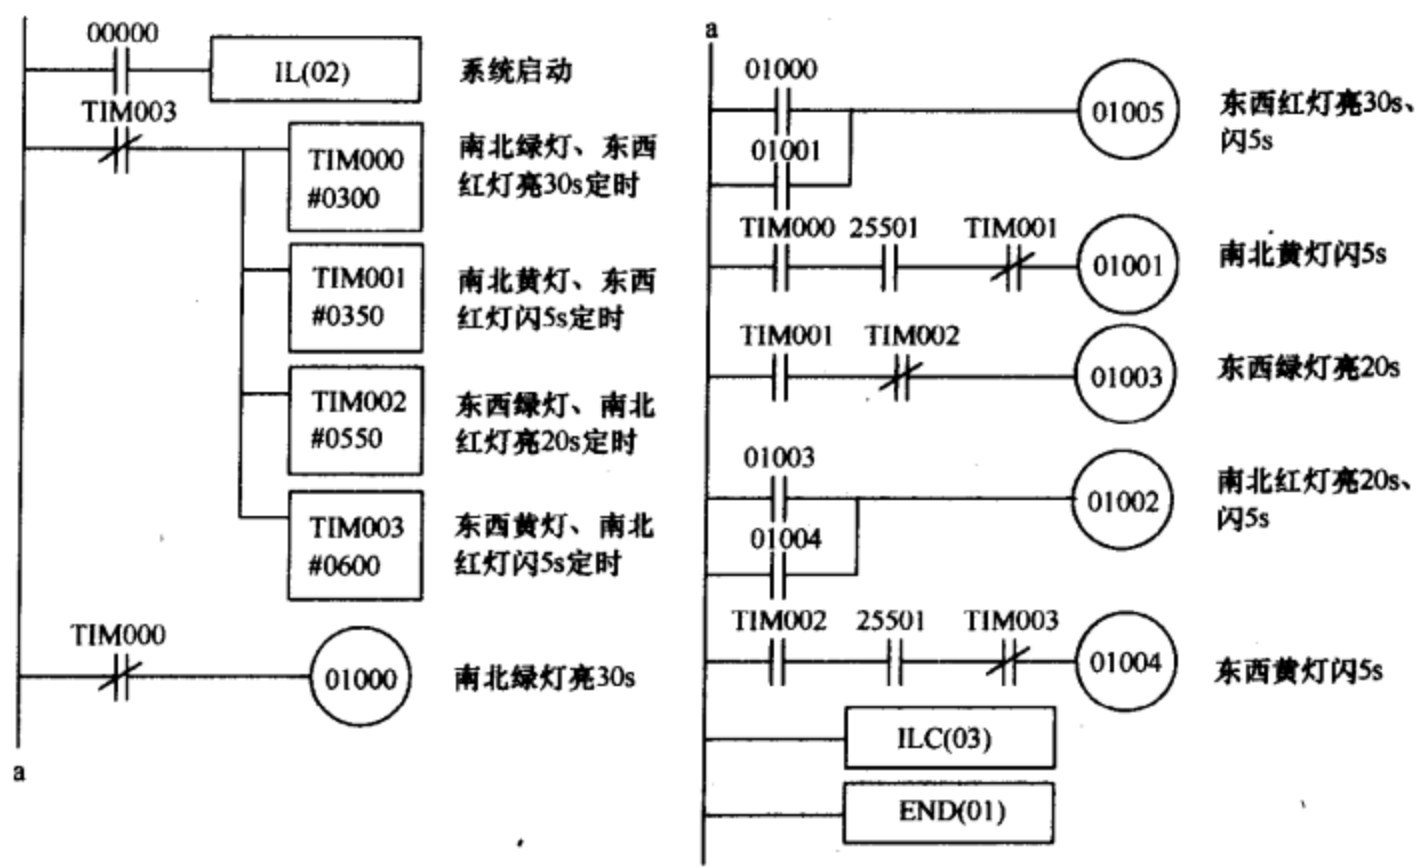 00000
IL(02)
系统启动
TIM003
TIM000
#0300
南北绿灯、东西
红灯亮30s定时
TIM001
#0350
南北黄灯、东西
红灯闪5s定时
TIM002
#0550
东西绿灯、南北
红灯亮20s定时
TIM003
#0600
东西黄灯、南北
红灯闪5s定时
TIM000
01000
南北绿灯亮30s
a
a
01000
01005
东西红灯亮30s、
闪5s
01001
TIM000 25501 TIM001
01001
南北黄灯闪5s
TIM001 TIM002
01003
东西绿灯亮20s
01003
01002
南北红灯亮20s、
闪5s
01004
TIM002 25501 TIM003
01004
东西黄灯闪5s
ILC(03)
END(01)